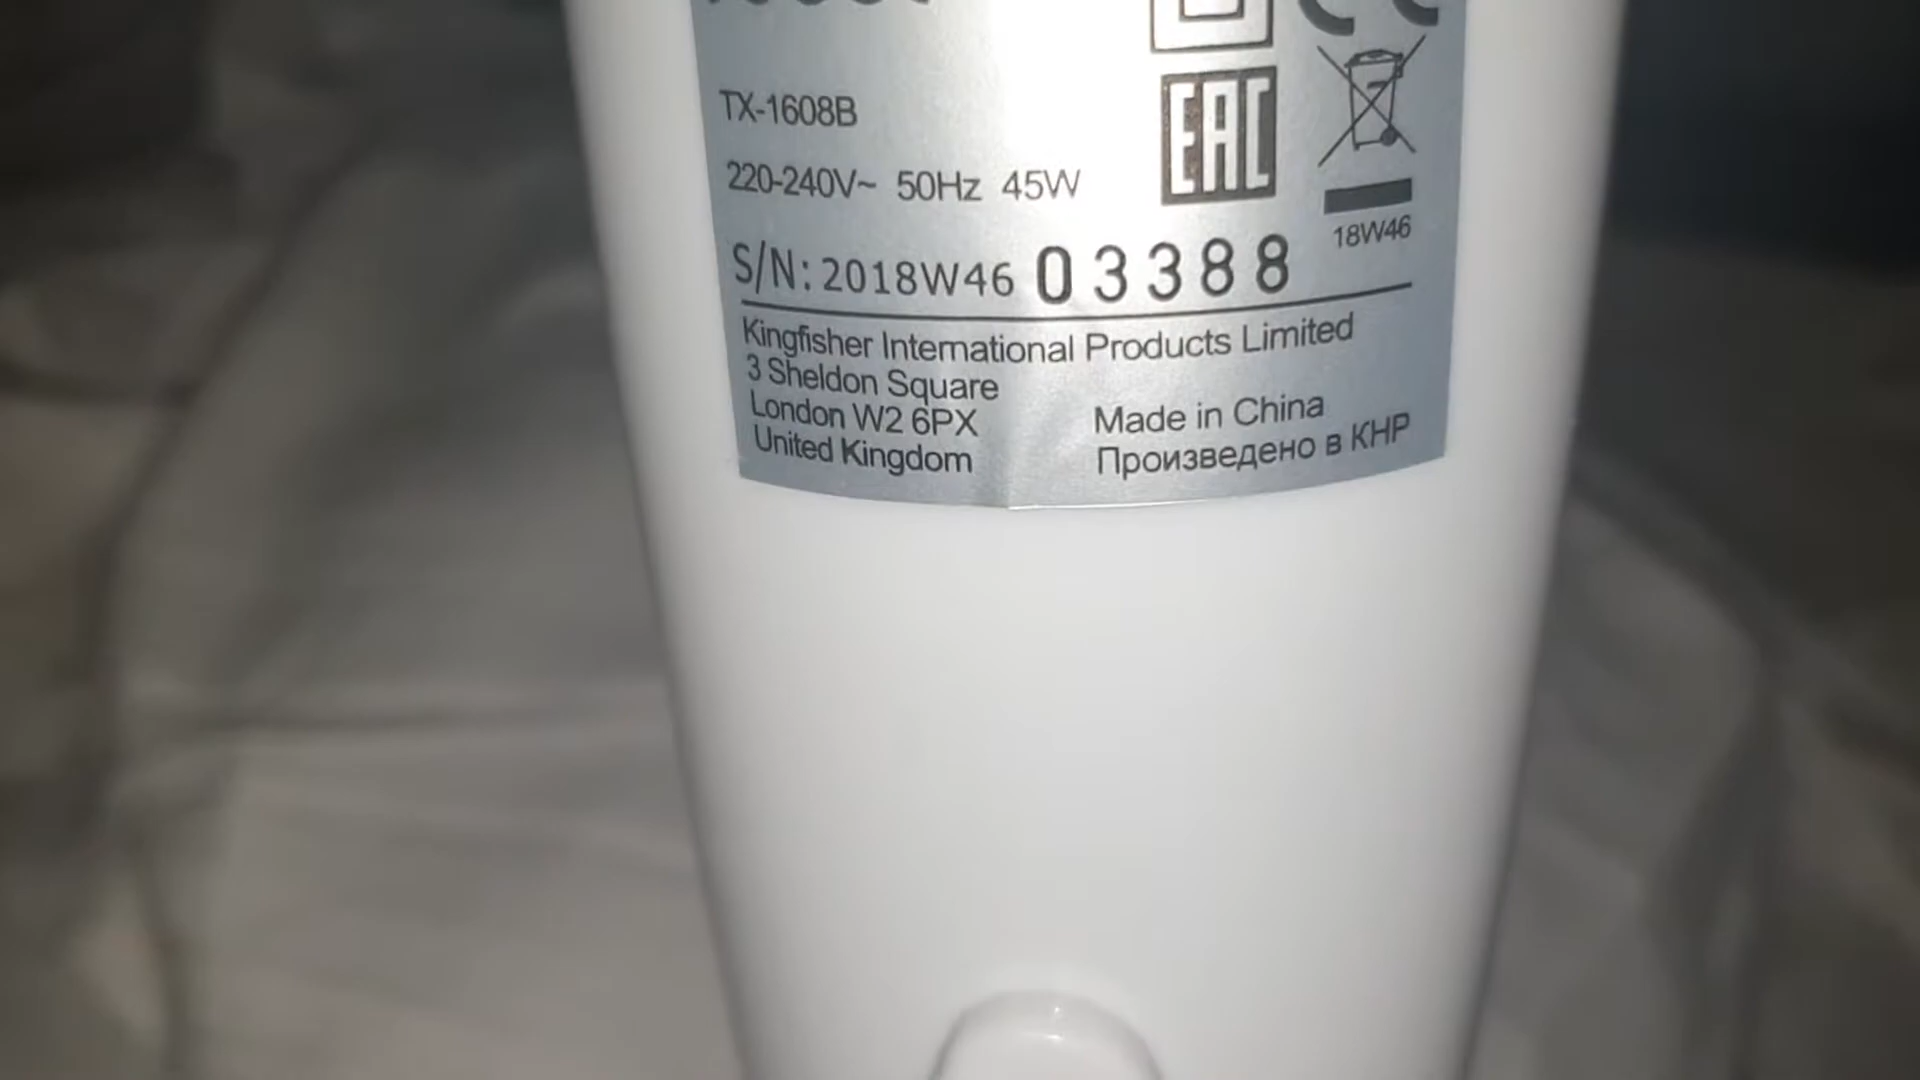 TX-1608B
EAC
220-240V~ 50Hz 45W
18W46
S/N: 2018W46 03388
Kingfisher International Products Limited
3 Sheldon Square
London W2 6PX
United Kingdom
Made in China
Произведено в КНР